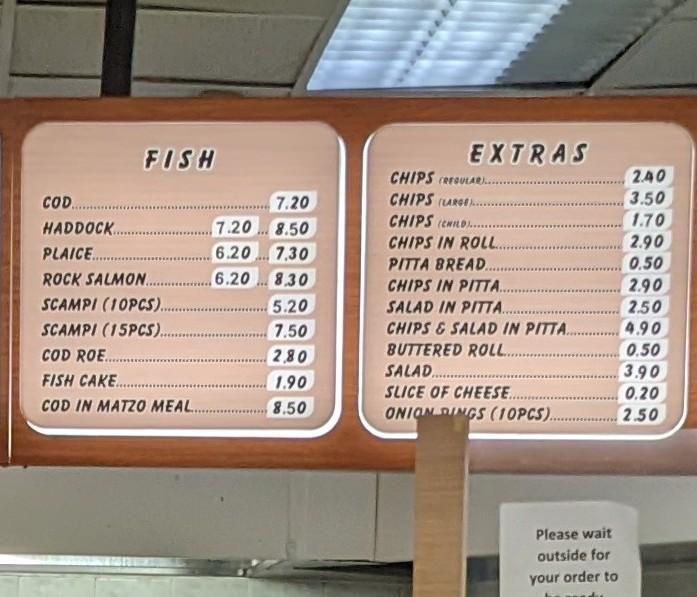 FISH
COD 7.20
HADDOCK 7.20 8.50
PLAICE 6.20 7.30
ROCK SALMON 6.20 8.30
SCAMPI (10PCS) 5.20
SCAMPI (15PCS) 7.50
COD ROE 2.80
FISH CAKE 1.90
COD IN MATZO MEAL 8.50
EXTRAS
CHIPS (REGULAR) 2.40
CHIPS (LARGE) 3.50
CHIPS (CHILD) 1.70
CHIPS IN ROLL 2.90
PITTA BREAD 0.50
CHIPS IN PITTA 2.90
SALAD IN PITTA 2.50
CHIPS & SALAD IN PITTA 4.90
BUTTERED ROLL 0.50
SALAD 3.90
SLICE OF CHEESE 0.20
ONION RINGS (10PCS) 2.50
Please wait
outside for
your order to
be ready